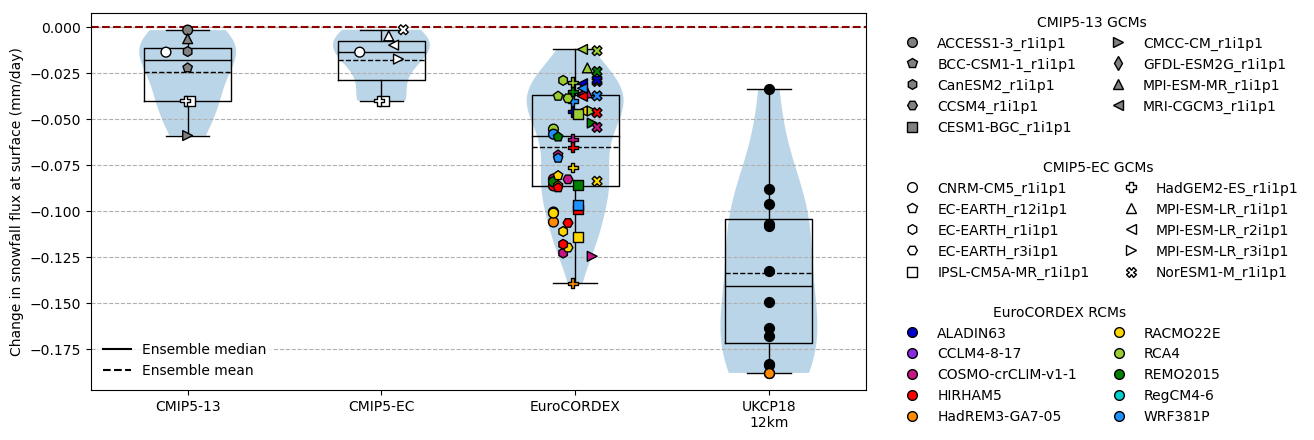 Change in snowfall flux at surface (mm/day)
0.000
−0.025
−0.050
−0.075
−0.100
−0.125
−0.150
−0.175
Ensemble median
Ensemble mean
CMIP5-13
CMIP5-EC
EuroCORDEX
UKCP18
12km
CMIP5-13 GCMs
ACCESS1-3_r1i1p1
BCC-CSM1-1_r1i1p1
CanESM2_r1i1p1
CCSM4_r1i1p1
CESM1-BGC_r1i1p1
CMCC-CM_r1i1p1
GFDL-ESM2G_r1i1p1
MPI-ESM-MR_r1i1p1
MRI-CGCM3_r1i1p1
CMIP5-EC GCMs
CNRM-CM5_r1i1p1
EC-EARTH_r12i1p1
EC-EARTH_r1i1p1
EC-EARTH_r3i1p1
IPSL-CM5A-MR_r1i1p1
HadGEM2-ES_r1i1p1
MPI-ESM-LR_r1i1p1
MPI-ESM-LR_r2i1p1
MPI-ESM-LR_r3i1p1
NorESM1-M_r1i1p1
EuroCORDEX RCMs
ALADIN63
CCLM4-8-17
COSMO-crCLIM-v1-1
HIRHAM5
HadREM3-GA7-05
RACMO22E
RCA4
REMO2015
RegCM4-6
WRF381P